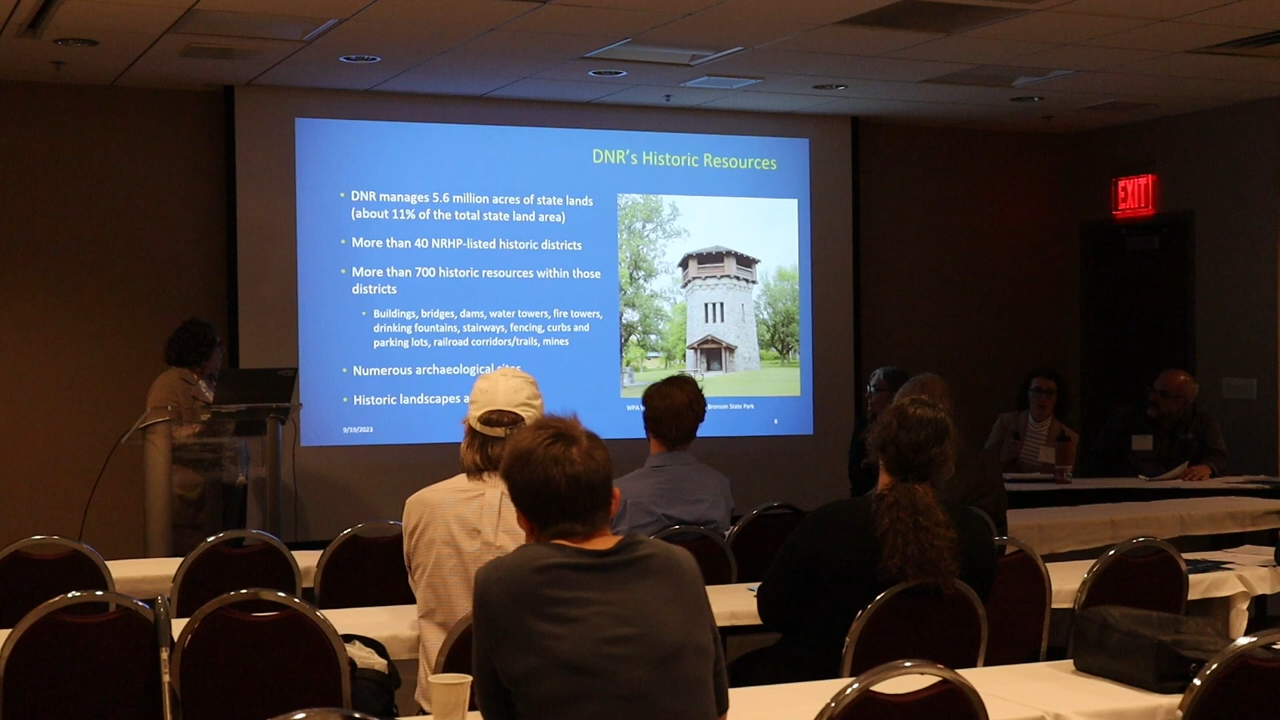 DNR's Historic Resources
• DNR manages 5.6 million acres of state lands
(about 11% of the total state land area)
• More than 40 NRHP-listed historic districts
• More than 700 historic resources within those
districts
• Buildings, bridges, dams, water towers, fire towers,
drinking fountains, stairways, fencing, curbs and
parking lots, railroad corridors/trails, mines
• Numerous archaeological sites
• Historic landscapes
WPA Bronson State Park
9/19/2023
8
EXIT